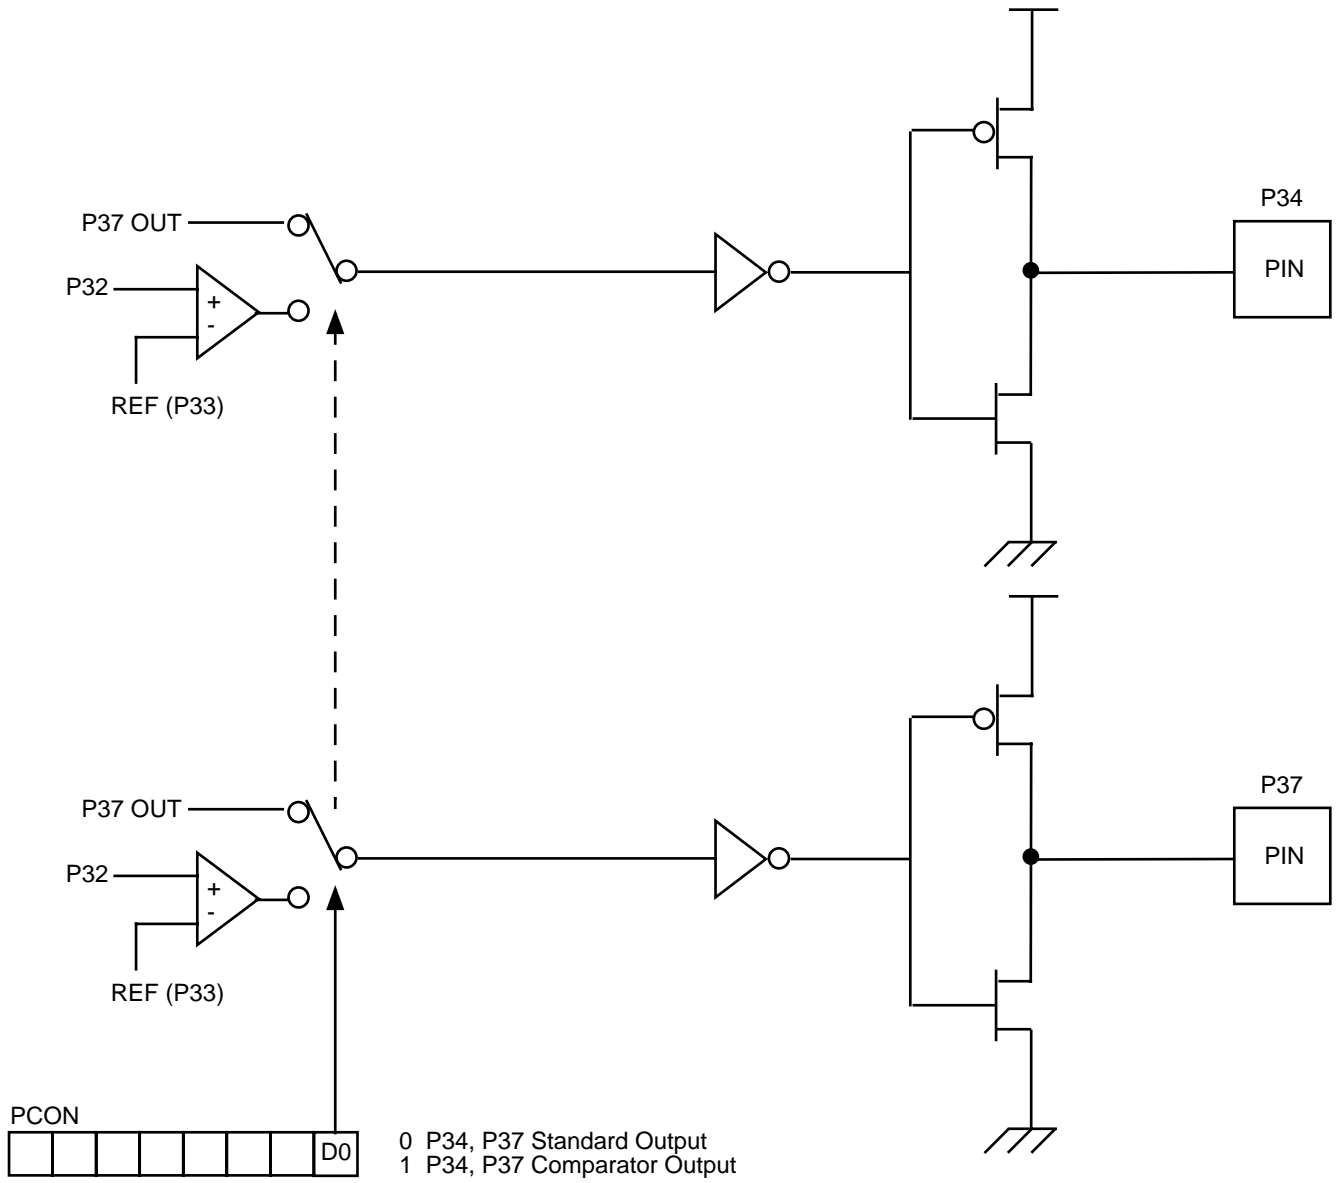 P34
P37 OUT
PIN
P32
+
-
REF (P33)
P37
P37 OUT
PIN
P32
+
-
REF (P33)
PCON
D0
0 P34, P37 Standard Output
1 P34, P37 Comparator Output